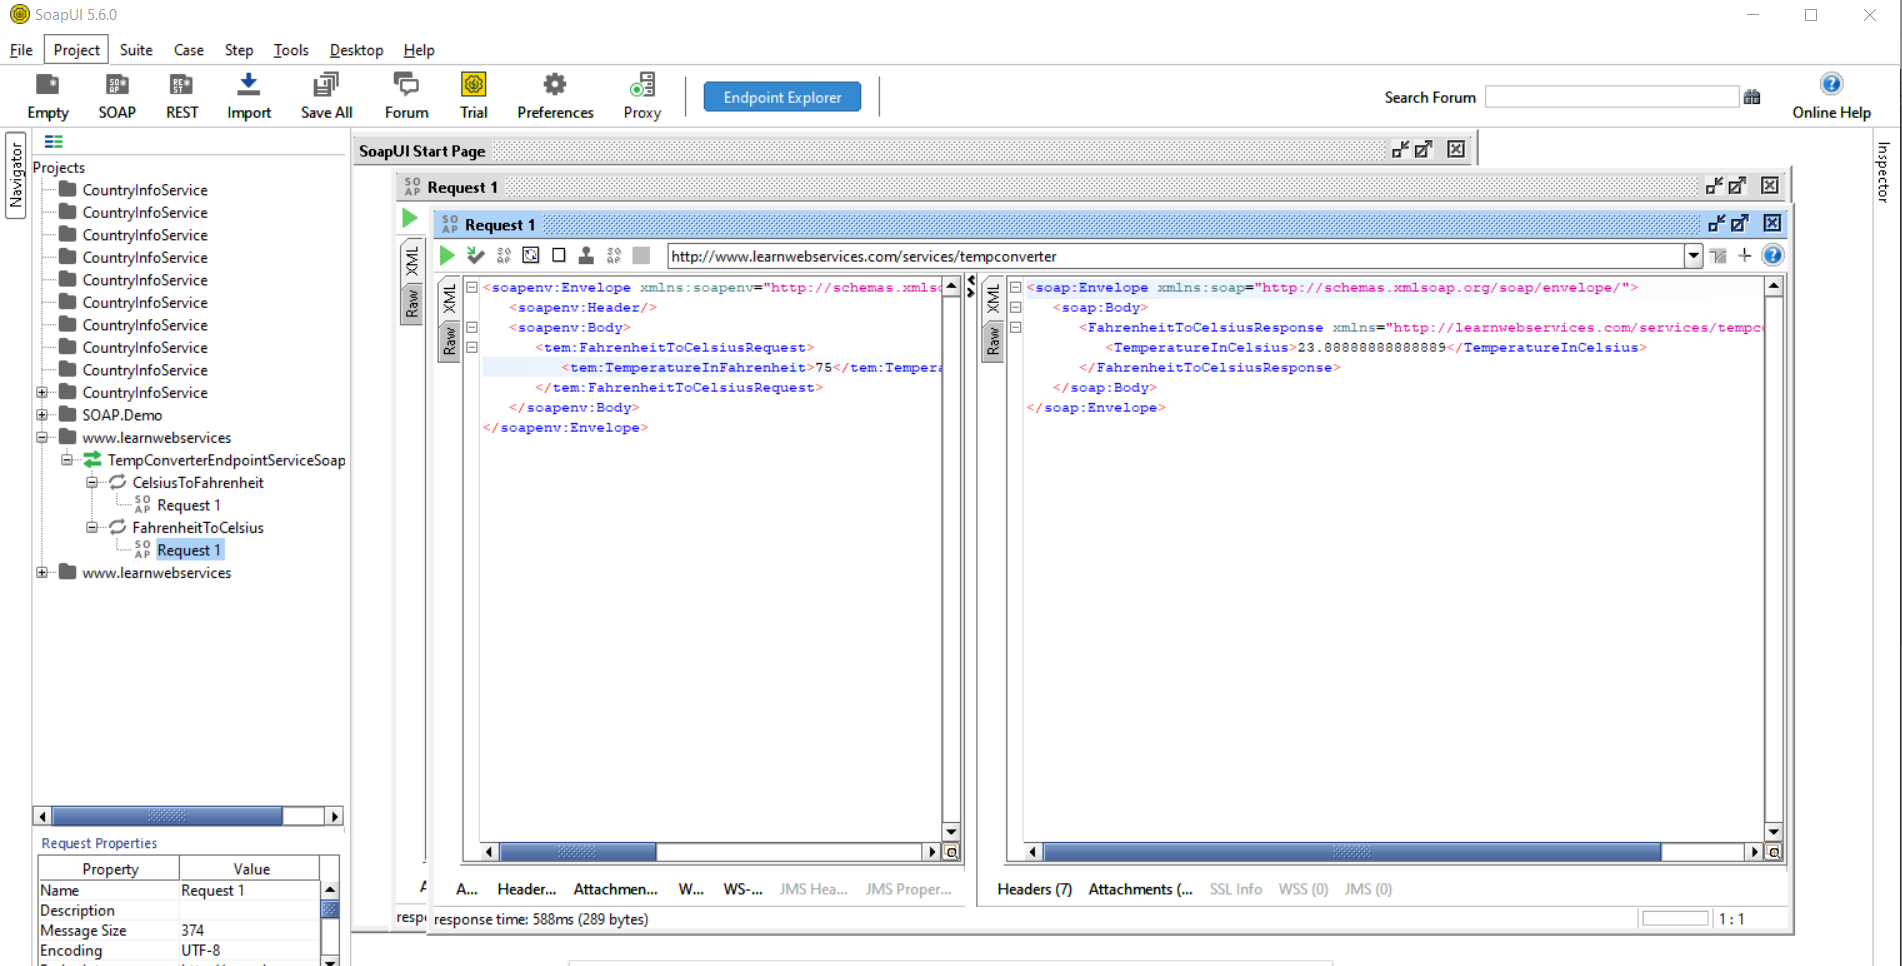 SoapUI 5.6.0
File Project Suite Case Step Tools Desktop Help
Empty SOAP REST Import Save All Forum Trial Preferences Proxy Endpoint Explorer Search Forum Online Help
Navigator
Projects
CountryInfoService
CountryInfoService
CountryInfoService
CountryInfoService
CountryInfoService
CountryInfoService
CountryInfoService
CountryInfoService
CountryInfoService
CountryInfoService
SOAP.Demo
www.learnwebservices
TempConverterEndpointServiceSoap
CelsiusToFahrenheit
SOAP Request 1
FahrenheitToCelsius
SOAP Request 1
www.learnwebservices
Request Properties
Property Value
Name Request 1
Description
Message Size 374
Encoding UTF-8
SoapUI Start Page
SOAP Request 1
XML
Raw
SOAP Request 1
http://www.learnwebservices.com/services/tempconverter
XML
Raw
<soapenv:Envelope xmlns:soapenv="http://schemas.xmls
<soapenv:Header/>
<soapenv:Body>
<tem:FahrenheitToCelsiusRequest>
<tem:TemperatureInFahrenheit>75</tem:Tempera
</tem:FahrenheitToCelsiusRequest>
</soapenv:Body>
</soapenv:Envelope>
A... Header... Attachmen... W... WS-... JMS Hea... JMS Proper...
XML
Raw
<soap:Envelope xmlns:soap="http://schemas.xmlsoap.org/soap/envelope/">
<soap:Body>
<FahrenheitToCelsiusResponse xmlns="http://learnwebservices.com/services/tempc
<TemperatureInCelsius>23.88888888888889</TemperatureInCelsius>
</FahrenheitToCelsiusResponse>
</soap:Body>
</soap:Envelope>
Headers (7) Attachments (... SSL Info WSS (0) JMS (0)
resp
response time: 588ms (289 bytes)
1 : 1
Inspector